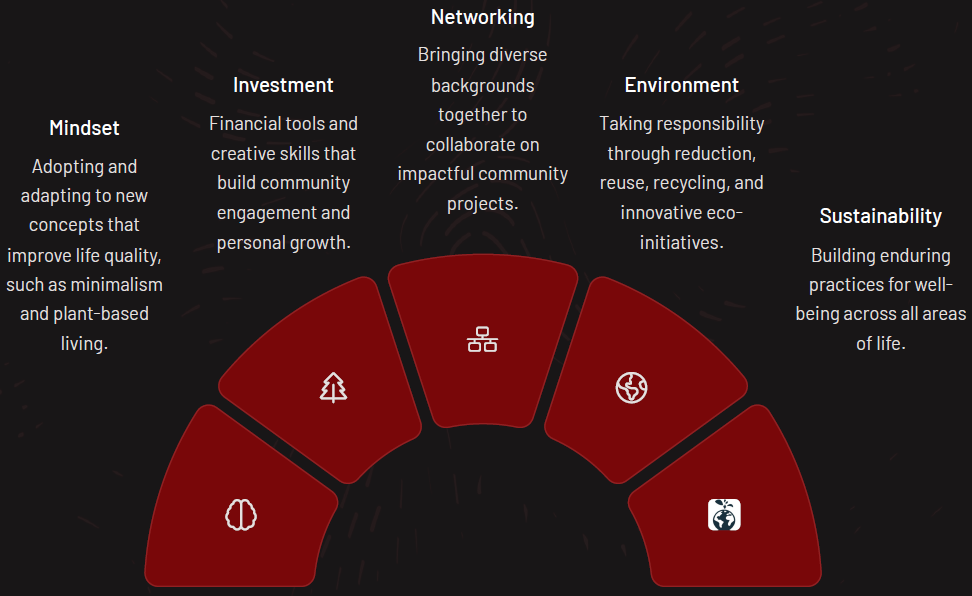 Mindset
Adopting and
adapting to new
concepts that
improve life quality,
such as minimalism
and plant-based
living.
Investment
Financial tools and
creative skills that
build community
engagement and
personal growth.
Networking
Bringing diverse
backgrounds
together to
collaborate on
impactful community
projects.
Environment
Taking responsibility
through reduction,
reuse, recycling, and
innovative eco-
initiatives.
Sustainability
Building enduring
practices for well-
being across all areas
of life.